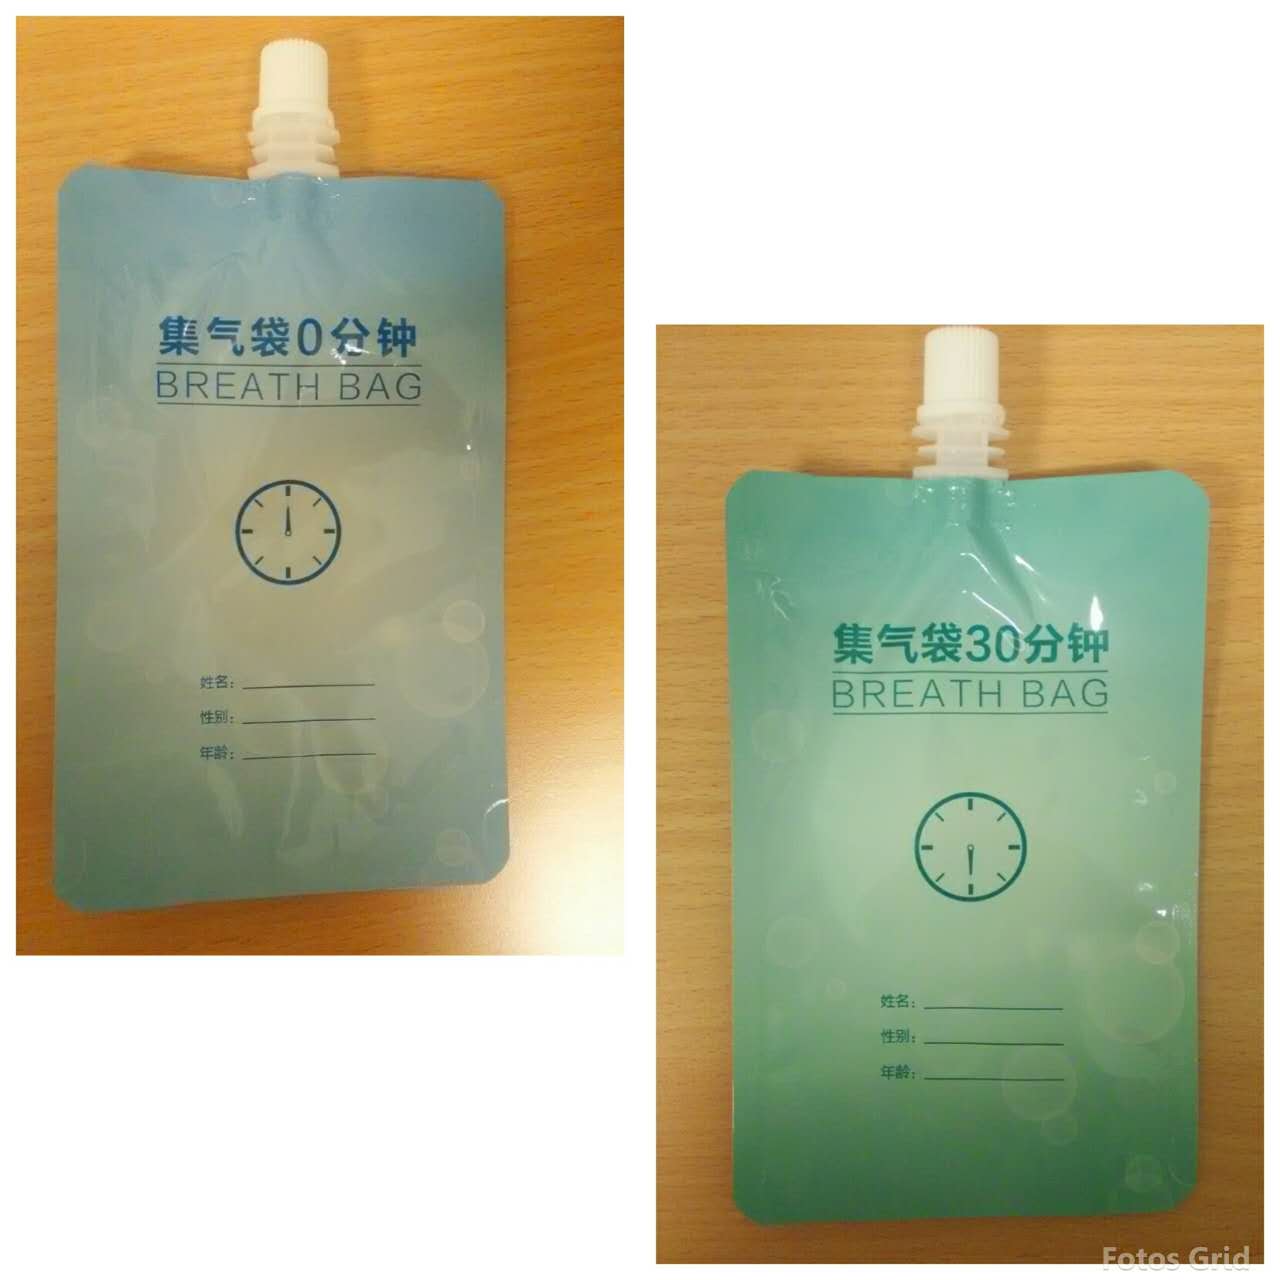 集气袋0分钟
BREATH BAG
姓名：
性别：
年龄：
集气袋30分钟
BREATH BAG
姓名：
性别：
年龄：
Fotos Grid